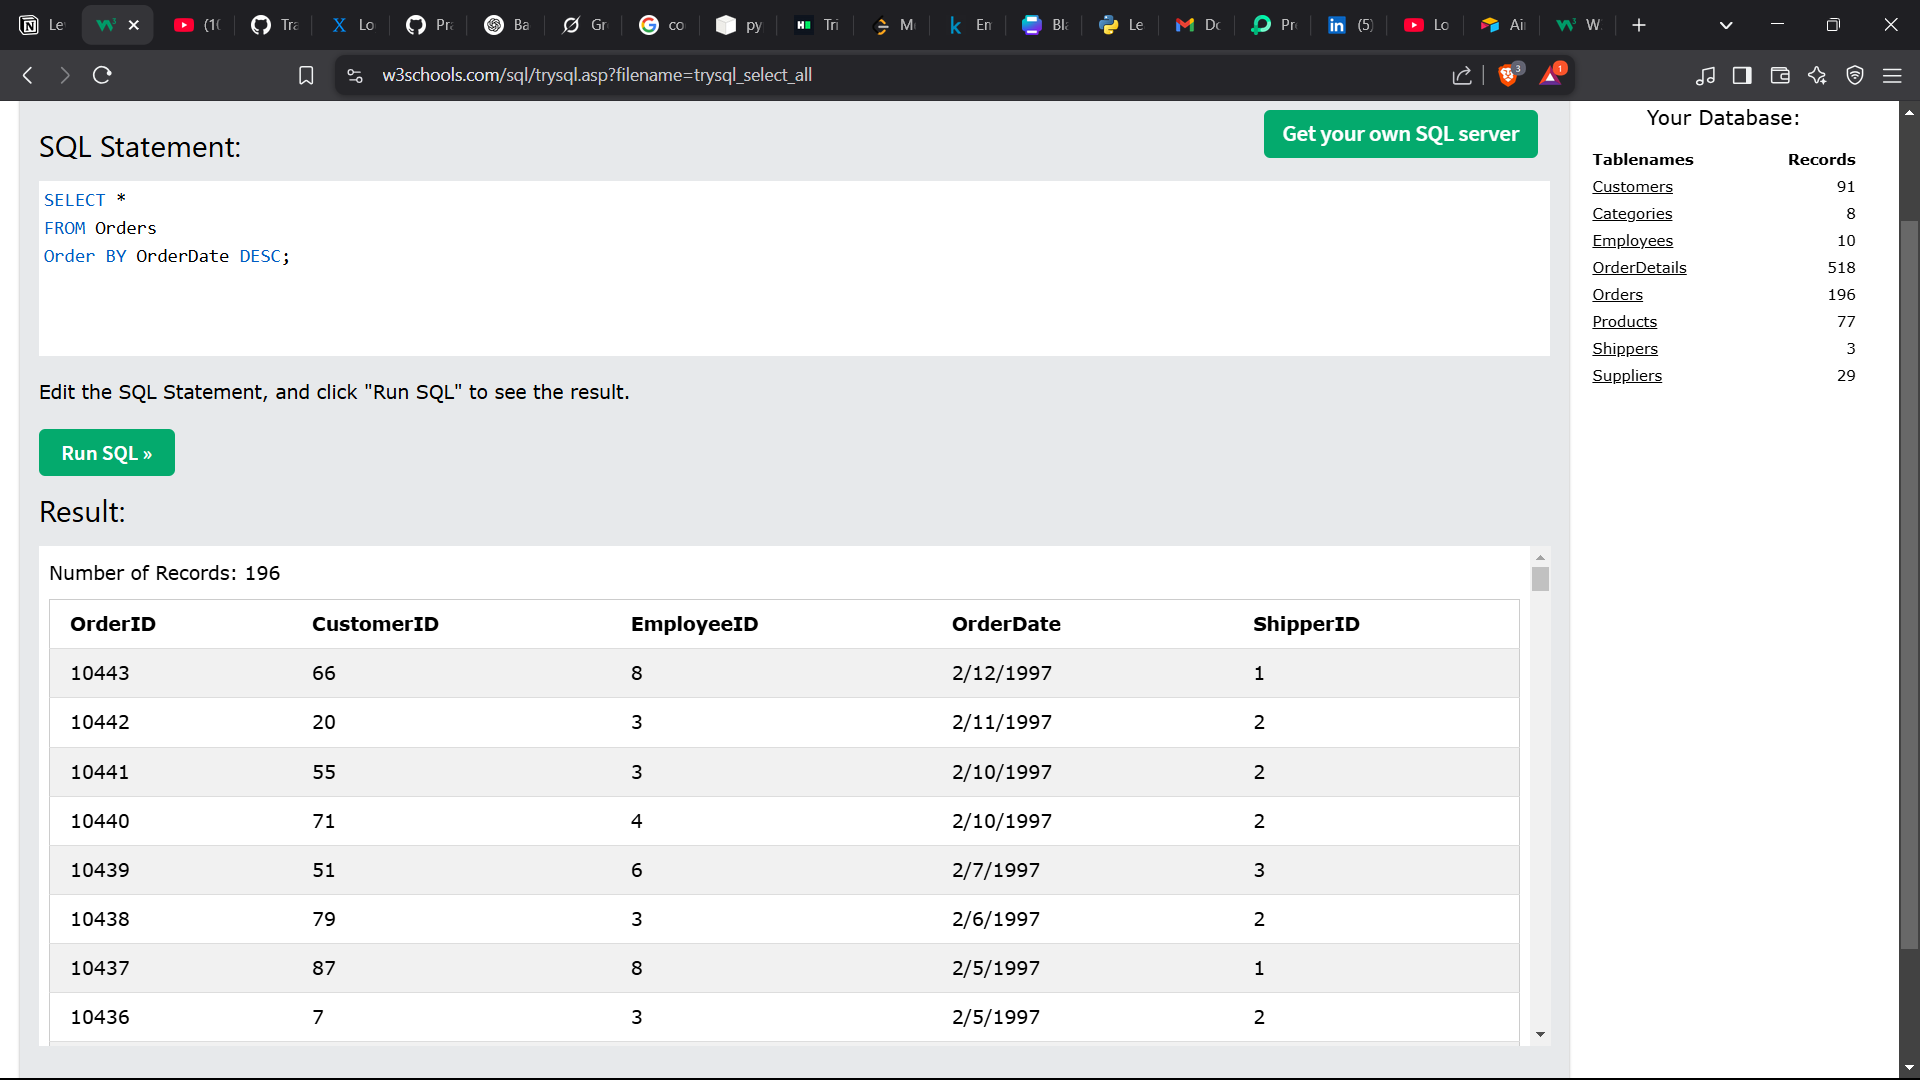 Le
(1(
Tra
Lo
Pra
Ba
Gr
co
py
Tri
M
En
Bla
Le
Dc
Pr
(5)
Lo
Ai
W
w3schools.com/sql/trysql.asp?filename=trysql_select_all
3
1
SQL Statement:
Get your own SQL server
SELECT *
FROM Orders
Order BY OrderDate DESC;
Edit the SQL Statement, and click "Run SQL" to see the result.
Run SQL »
Result:
Number of Records: 196
OrderID CustomerID EmployeeID OrderDate ShipperID
10443 66 8 2/12/1997 1
10442 20 3 2/11/1997 2
10441 55 3 2/10/1997 2
10440 71 4 2/10/1997 2
10439 51 6 2/7/1997 3
10438 79 3 2/6/1997 2
10437 87 8 2/5/1997 1
10436 7 3 2/5/1997 2
Your Database:
Tablenames Records
Customers 91
Categories 8
Employees 10
OrderDetails 518
Orders 196
Products 77
Shippers 3
Suppliers 29